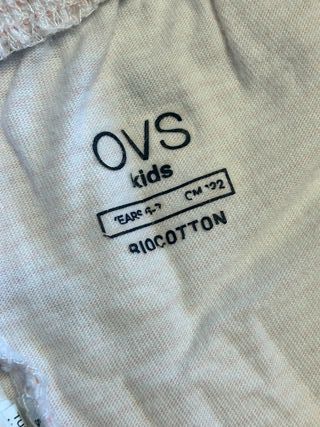 OVS
kids
YEARS 6-7 CM 122
BIOCOTTON